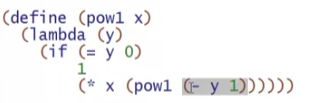 (define (pow1 x)
  (lambda (y)
    (if (= y 0)
        1
        (* x (pow1 (- y 1))))))